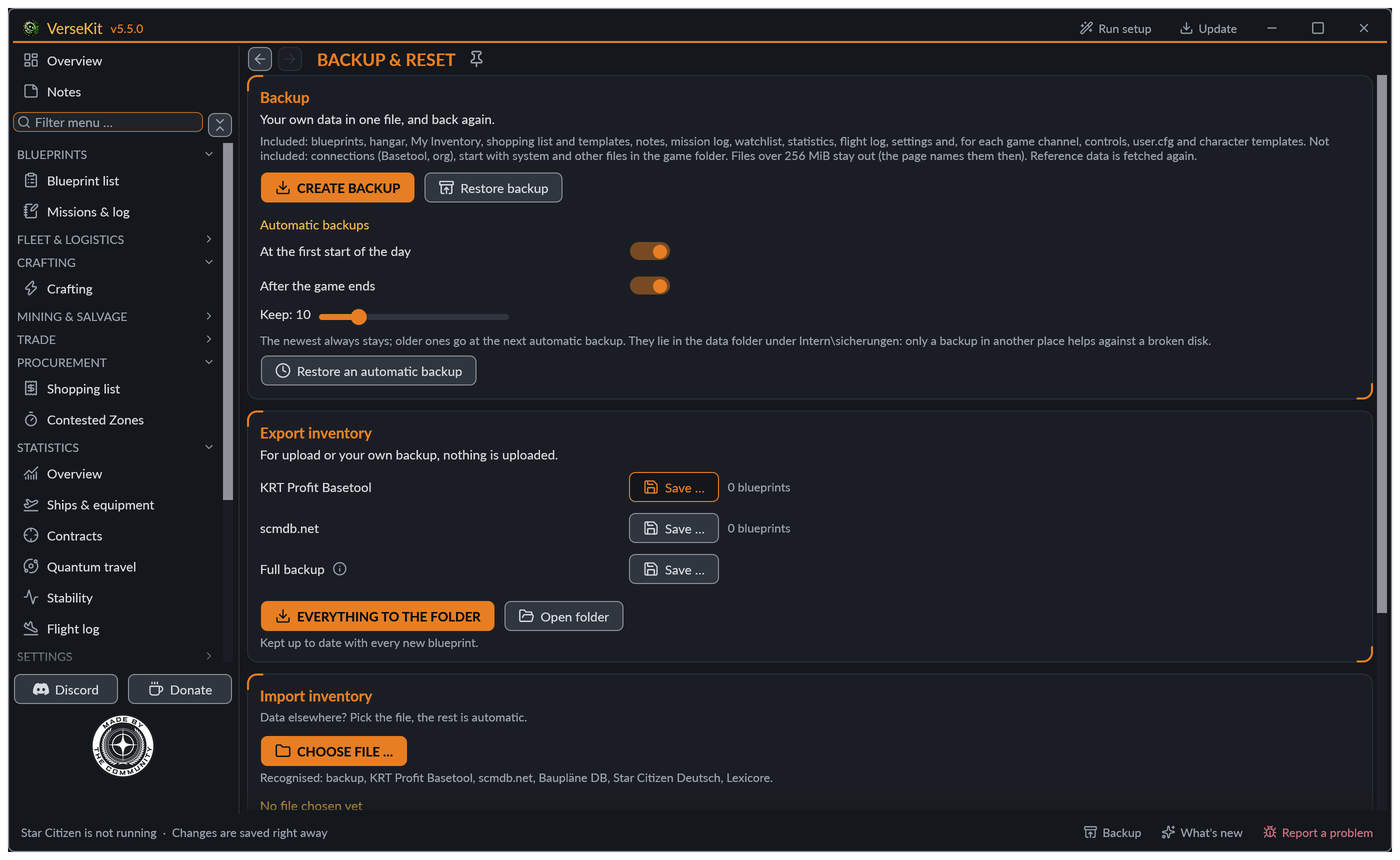 VerseKit v5.5.0
Run setup
Update
Overview
Notes
Filter menu ...
BLUEPRINTS
Blueprint list
Missions & log
FLEET & LOGISTICS
CRAFTING
Crafting
MINING & SALVAGE
TRADE
PROCUREMENT
Shopping list
Contested Zones
STATISTICS
Overview
Ships & equipment
Contracts
Quantum travel
Stability
Flight log
SETTINGS
Discord
Donate
MADE BY
THE COMMUNITY
BACKUP & RESET
Backup
Your own data in one file, and back again.
Included: blueprints, hangar, My Inventory, shopping list and templates, notes, mission log, watchlist, statistics, flight log, settings and, for each game channel, controls, user.cfg and character templates. Not
included: connections (Basetool, org), start with system and other files in the game folder. Files over 256 MiB stay out (the page names them then). Reference data is fetched again.
CREATE BACKUP
Restore backup
Automatic backups
At the first start of the day
After the game ends
Keep: 10
The newest always stays; older ones go at the next automatic backup. They lie in the data folder under Intern\sicherungen: only a backup in another place helps against a broken disk.
Restore an automatic backup
Export inventory
For upload or your own backup, nothing is uploaded.
KRT Profit Basetool
Save ...
0 blueprints
scmdb.net
Save ...
0 blueprints
Full backup
Save ...
EVERYTHING TO THE FOLDER
Open folder
Kept up to date with every new blueprint.
Import inventory
Data elsewhere? Pick the file, the rest is automatic.
CHOOSE FILE ...
Recognised: backup, KRT Profit Basetool, scmdb.net, Baupläne DB, Star Citizen Deutsch, Lexicore.
No file chosen yet
Star Citizen is not running · Changes are saved right away
Backup
What's new
Report a problem